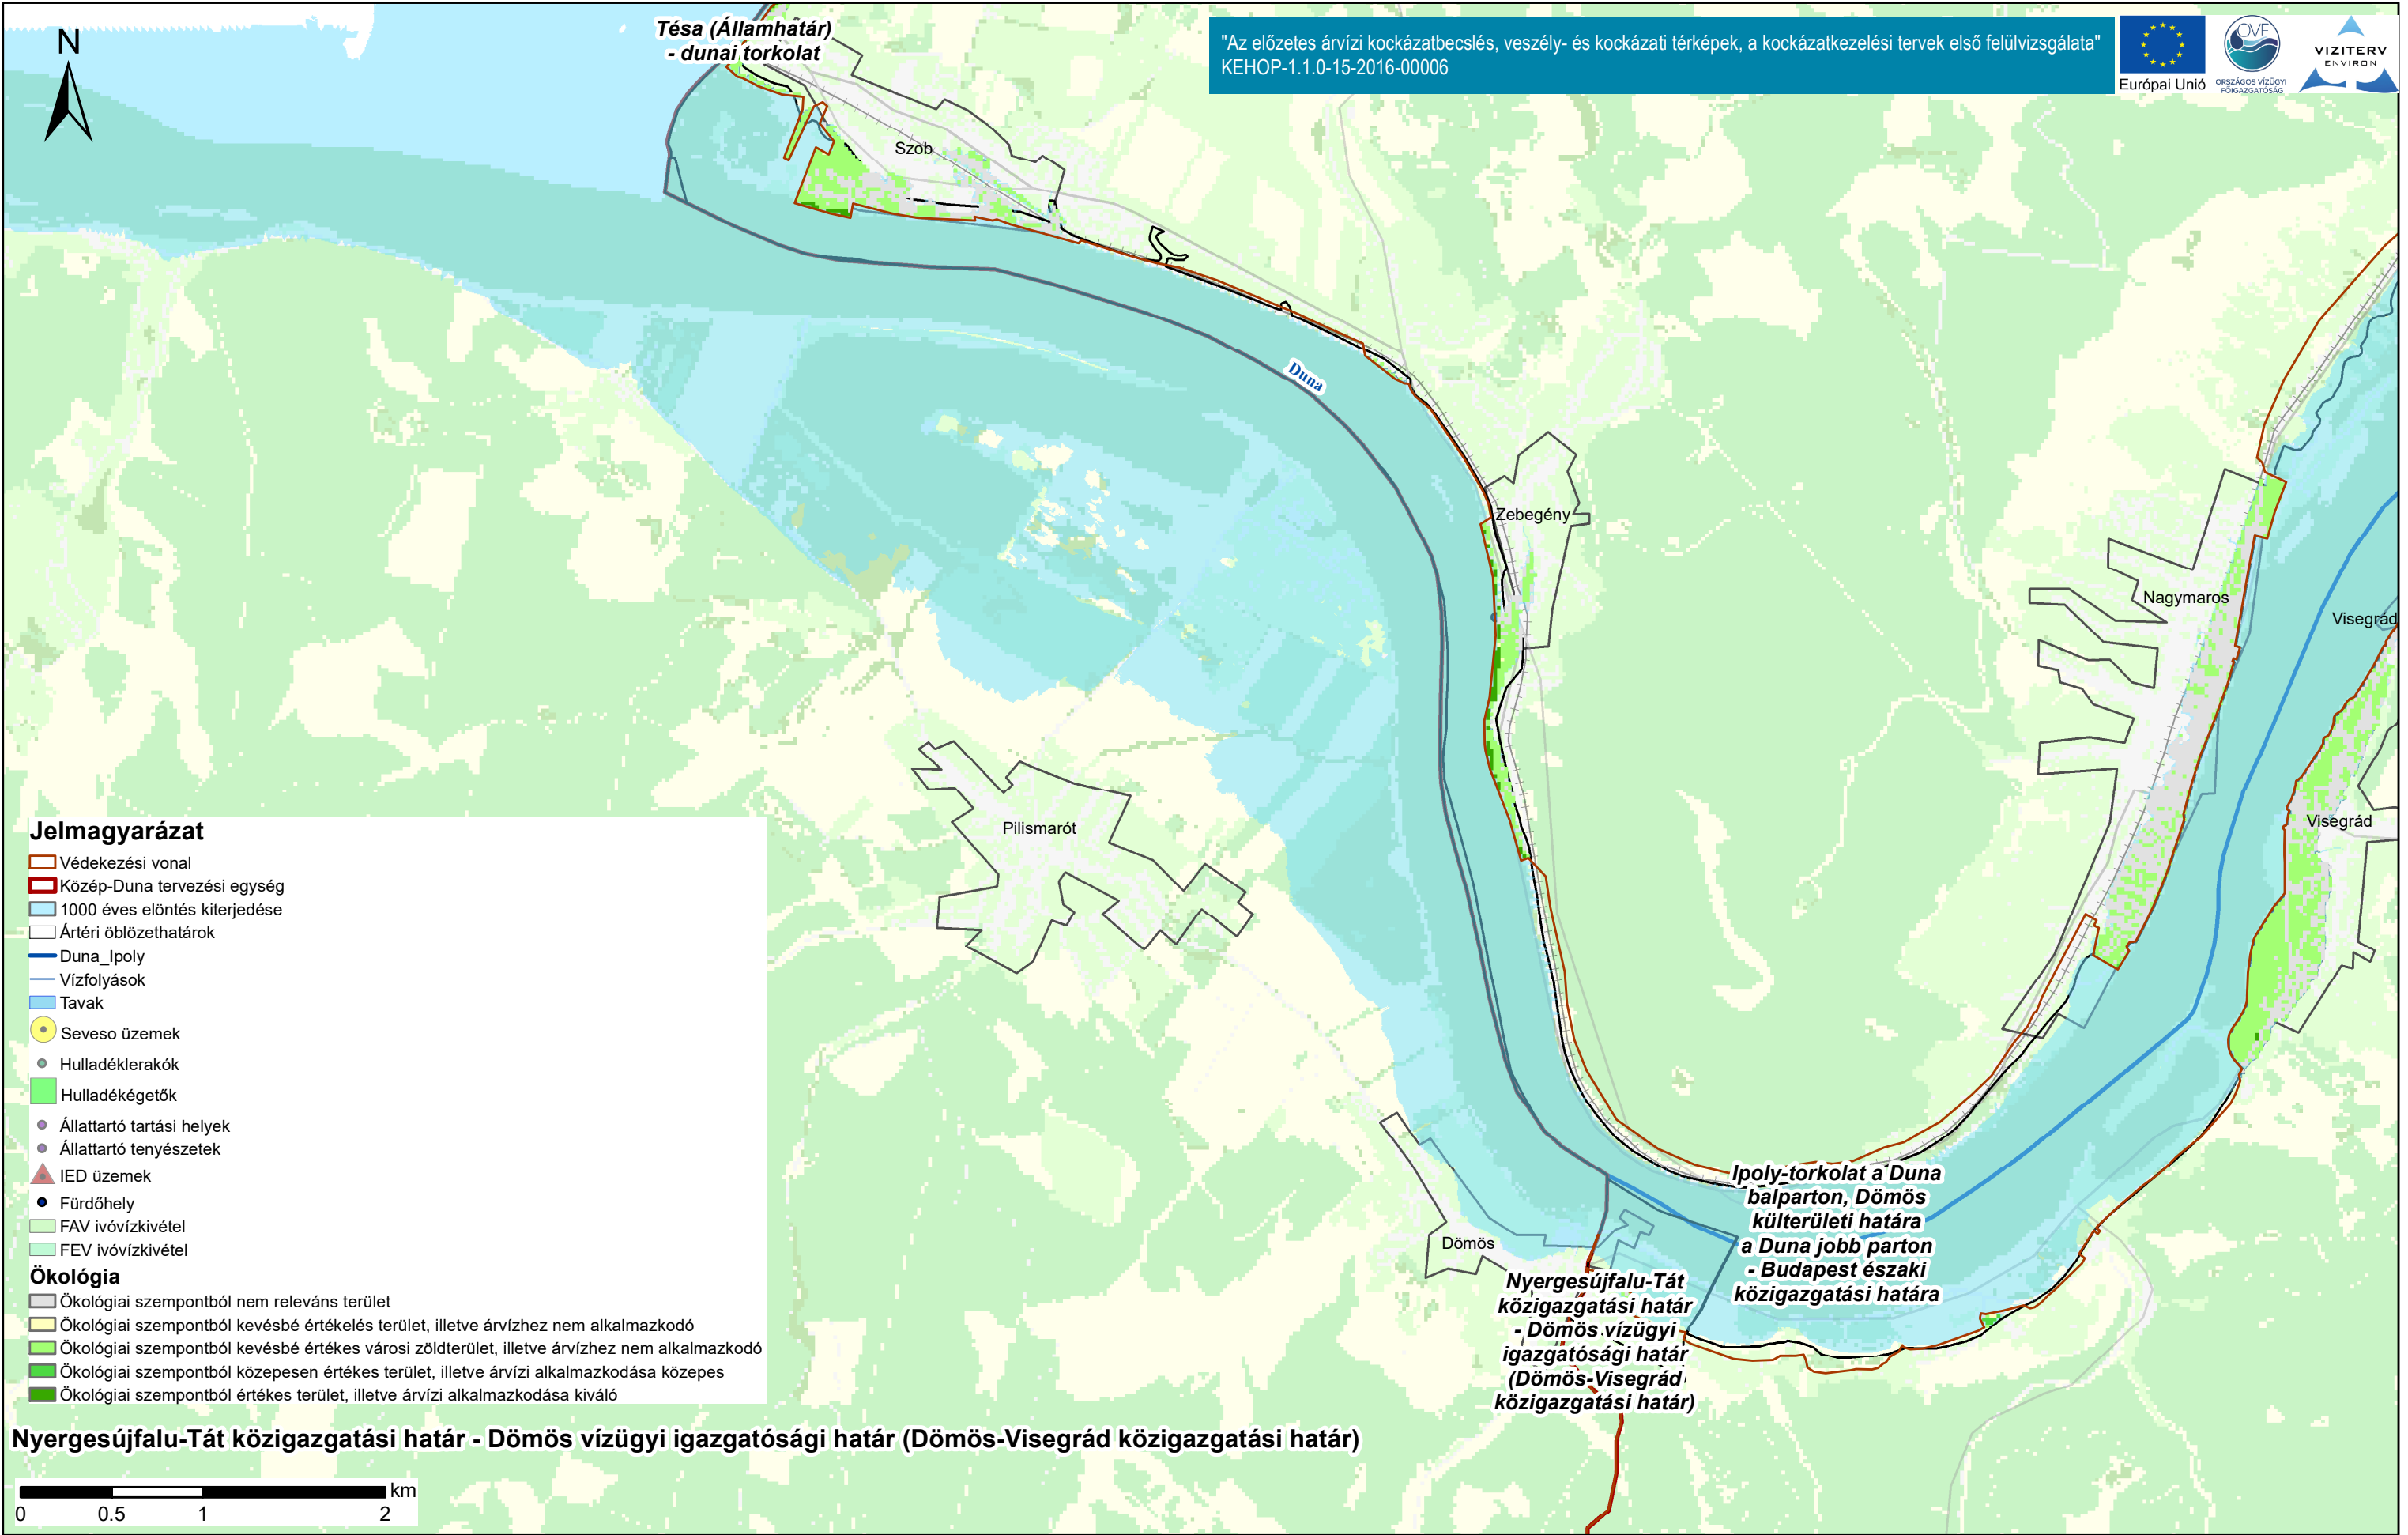 Tésa (Államhatár)
- dunai torkolat
"Az előzetes árvízi kockázatbecslés, veszély- és kockázati térképek, a kockázatkezelési tervek első felülvizsgálata"
KEHOP-1.1.0-15-2016-00006
Európai Unió
OVF
ORSZÁGOS VÍZÜGYI
FŐIGAZGATÓSÁG
VIZITERV
ENVIRON
N
Szob
Duna
Zebegény
Nagymaros
Visegrád
Visegrád
Pilismarót
Dömös
Ipoly-torkolat a Duna
balparton, Dömös
külterületi határa
a Duna jobb parton
- Budapest északi
közigazgatási határa
Nyergesújfalu-Tát
közigazgatási határ
- Dömös vízügyi
igazgatósági határ
(Dömös-Visegrád
közigazgatási határ)
Jelmagyarázat
Védekezési vonal
Közép-Duna tervezési egység
1000 éves elöntés kiterjedése
Ártéri öblözethatárok
Duna_Ipoly
Vízfolyások
Tavak
Seveso üzemek
Hulladéklerakók
Hulladékégetők
Állattartó tartási helyek
Állattartó tenyészetek
IED üzemek
Fürdőhely
FAV ivóvízkivétel
FEV ivóvízkivétel
Ökológia
Ökológiai szempontból nem releváns terület
Ökológiai szempontból kevésbé értékelés terület, illetve árvízhez nem alkalmazkodó
Ökológiai szempontból kevésbé értékes városi zöldterület, illetve árvízhez nem alkalmazkodó
Ökológiai szempontból közepesen értékes terület, illetve árvízi alkalmazkodása közepes
Ökológiai szempontból értékes terület, illetve árvízi alkalmazkodása kiváló
Nyergesújfalu-Tát közigazgatási határ - Dömös vízügyi igazgatósági határ (Dömös-Visegrád közigazgatási határ)
km
0 0.5 1 2